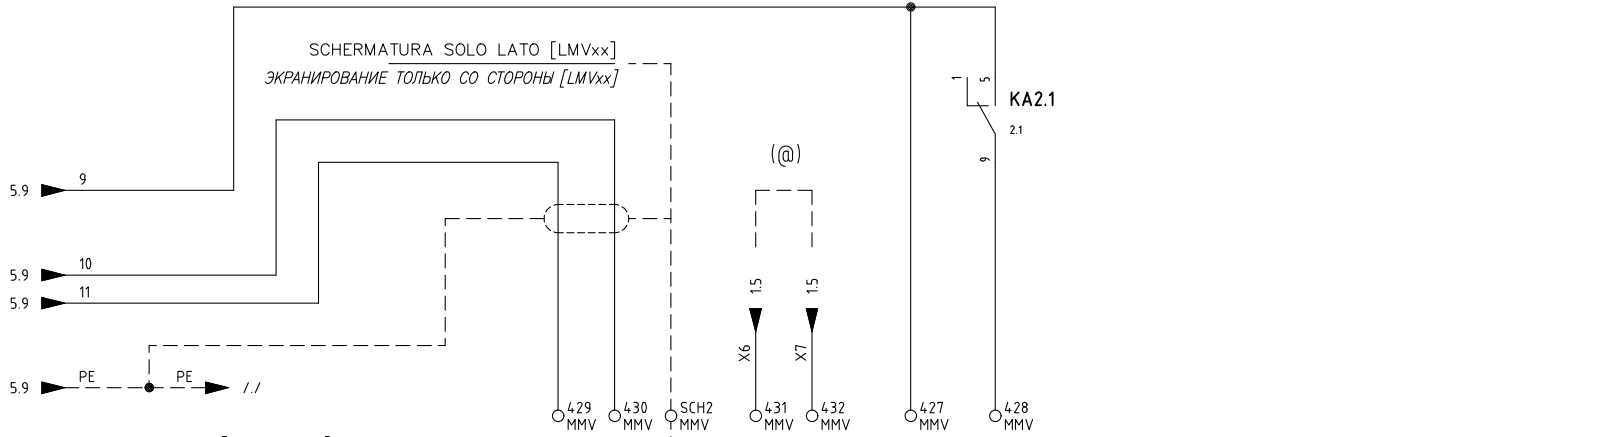 SCHERMATURA SOLO LATO [LMVxx]
ЭКРАНИРОВАНИЕ ТОЛЬКО СО СТОРОНЫ [LMVxx]
1
5
KA2.1
2.1
9
(@)
5.9
9
5.9
10
5.9
11
1.5
1.5
X6
X7
5.9
PE
PE
/./
429
MMV
430
MMV
SCH2
431
MMV
432
MMV
427
MMV
428
MMV